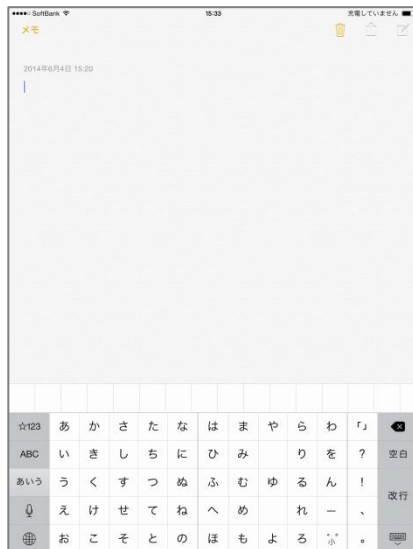 SoftBank 15:33 充電していません
メモ
2014年6月4日 15:20
☆123 あ か さ た な は ま や ら わ 「」
ABC い き し ち に ひ み り を ? 空白
あいう う く す つ ぬ ふ む ゆ る ん !
改行
え け せ て ね へ め れ ー 、
お こ そ と の ほ も よ ろ ゛゜小 。